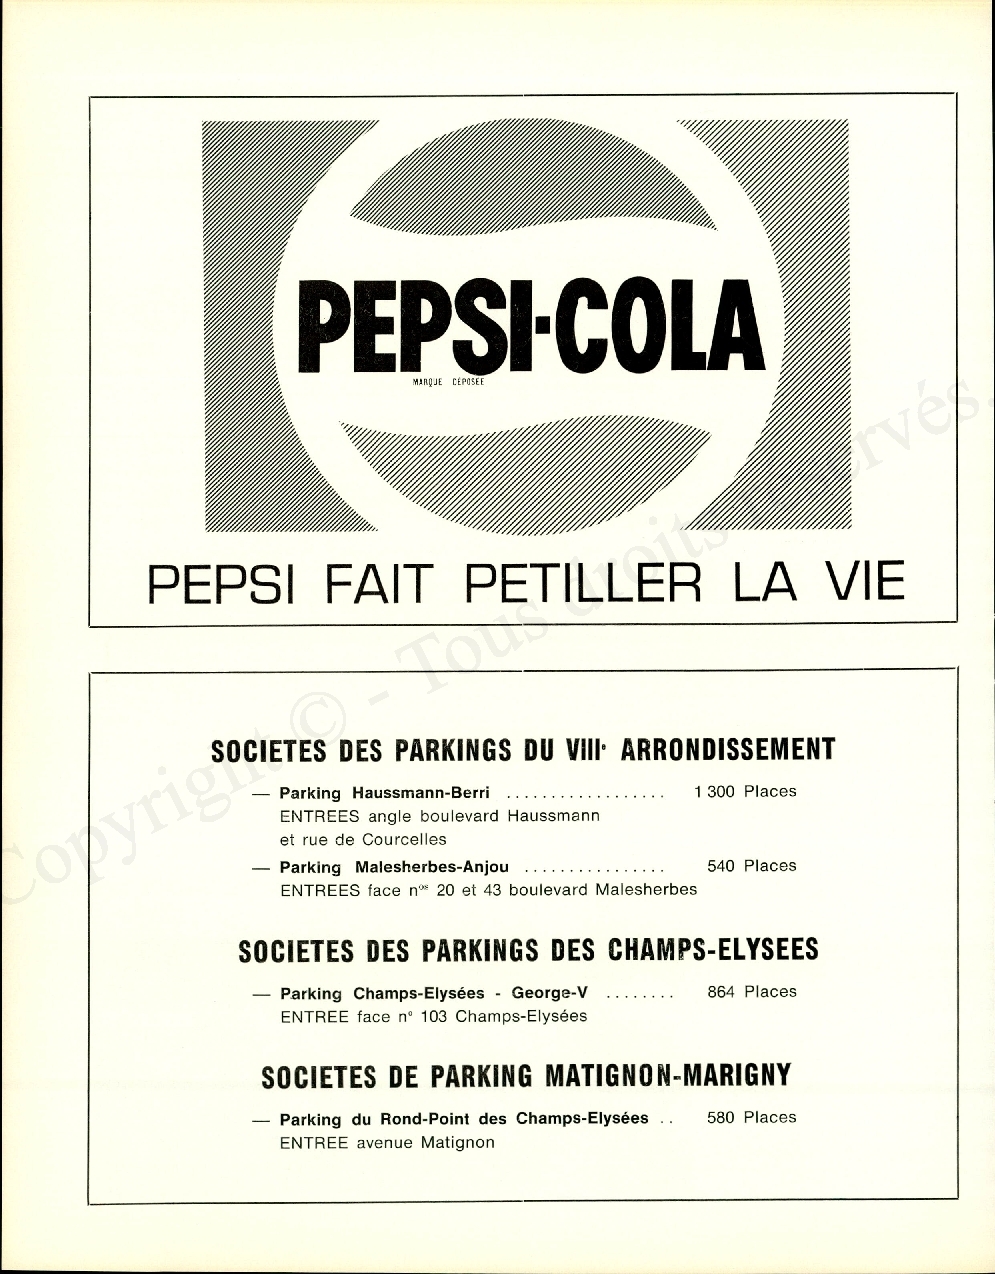 PEPSI-COLA
MARQUE DÉPOSÉE
PEPSI FAIT PETILLER LA VIE
SOCIETES DES PARKINGS DU VIIIe ARRONDISSEMENT
— Parking Haussmann-Berri .................. 1 300 Places
ENTREES angle boulevard Haussmann
et rue de Courcelles
— Parking Malesherbes-Anjou ................ 540 Places
ENTREES face nos 20 et 43 boulevard Malesherbes
SOCIETES DES PARKINGS DES CHAMPS-ELYSEES
— Parking Champs-Elysées - George-V ........ 864 Places
ENTREE face n° 103 Champs-Elysées
SOCIETES DE PARKING MATIGNON-MARIGNY
— Parking du Rond-Point des Champs-Elysées .. 580 Places
ENTREE avenue Matignon
Copyright © - Tous droits réservés.